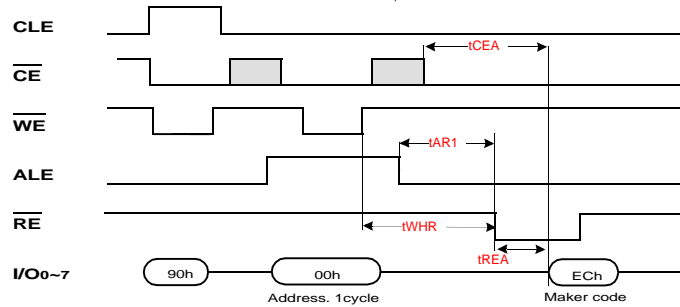 CLE
tCEA
CE
WE
tAR1
ALE
RE
tWHR
tREA
I/O0~7
90h
00h
ECh
Address. 1cycle
Maker code